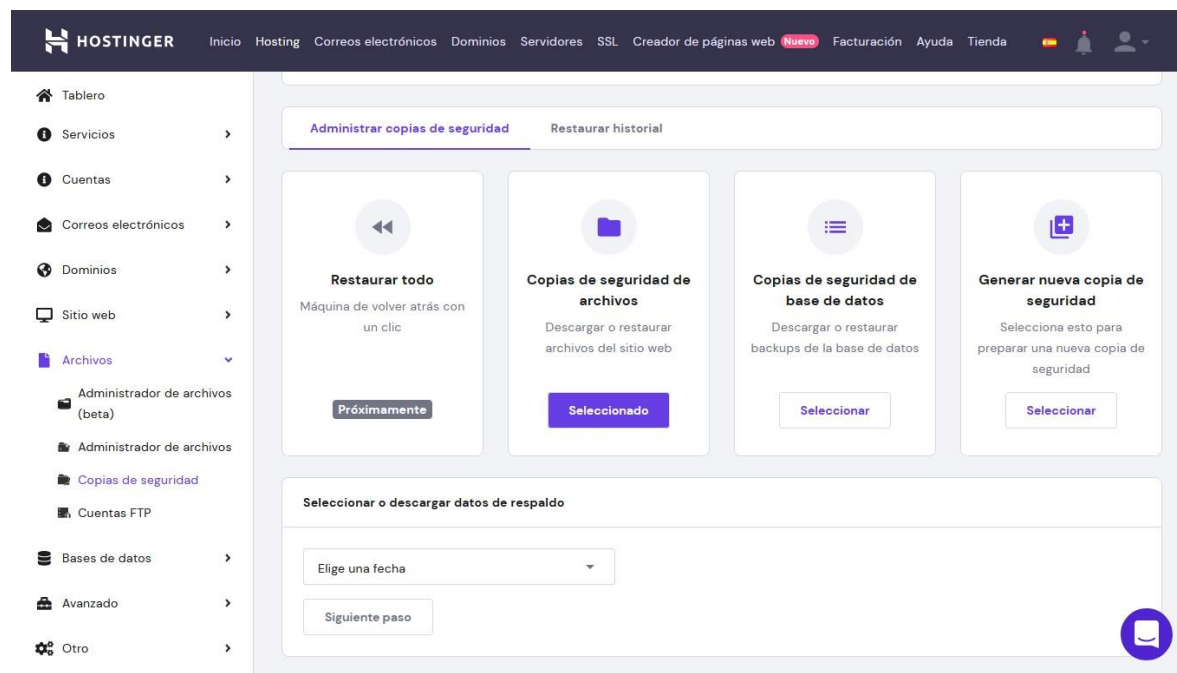 HOSTINGER
Inicio Hosting Correos electrónicos Dominios Servidores SSL Creador de páginas web Nuevo Facturación Ayuda Tienda
Tablero
Servicios
Cuentas
Correos electrónicos
Dominios
Sitio web
Archivos
Administrador de archivos
(beta)
Administrador de archivos
Copias de seguridad
Cuentas FTP
Bases de datos
Avanzado
Otro
Administrar copias de seguridad
Restaurar historial
Restaurar todo
Máquina de volver atrás con
un clic
Próximamente
Copias de seguridad de
archivos
Descargar o restaurar
archivos del sitio web
Seleccionado
Copias de seguridad de
base de datos
Descargar o restaurar
backups de la base de datos
Seleccionar
Generar nueva copia de
seguridad
Selecciona esto para
preparar una nueva copia de
seguridad
Seleccionar
Seleccionar o descargar datos de respaldo
Elige una fecha
Siguiente paso